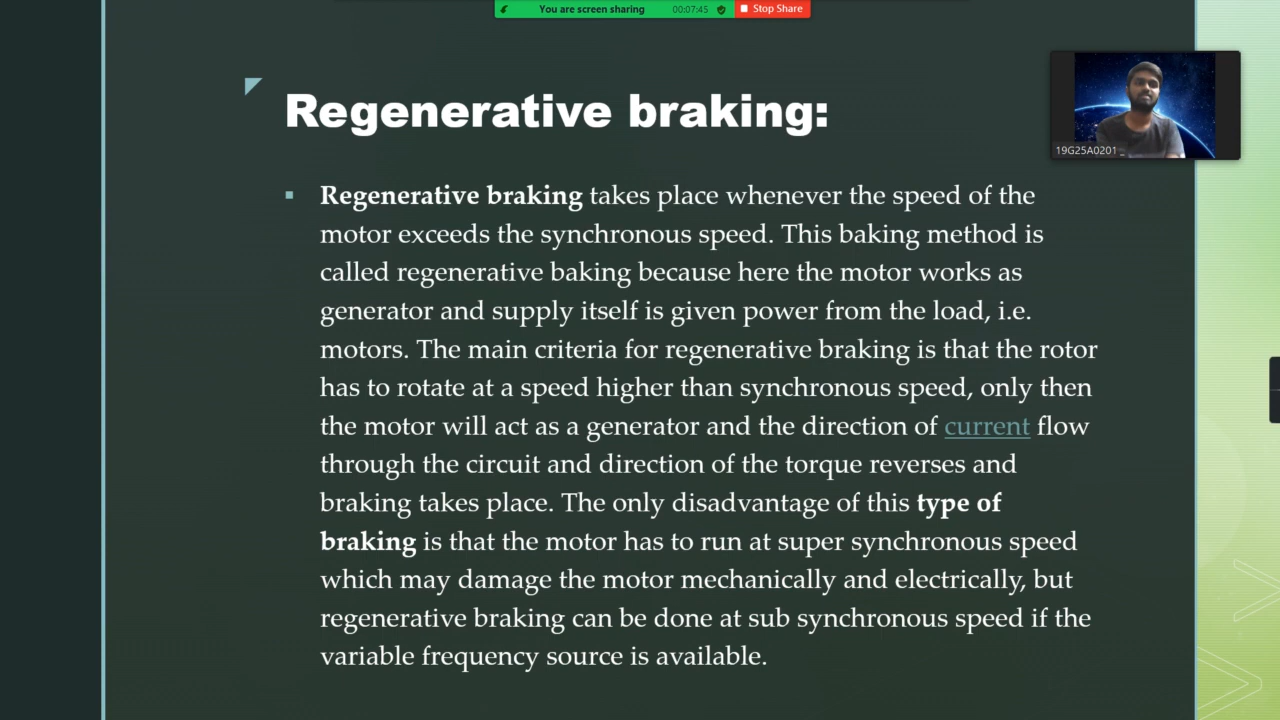 You are screen sharing 00:07:45 Stop Share
Regenerative braking:
19G25A0201 _
▪ Regenerative braking takes place whenever the speed of the
motor exceeds the synchronous speed. This baking method is
called regenerative baking because here the motor works as
generator and supply itself is given power from the load, i.e.
motors. The main criteria for regenerative braking is that the rotor
has to rotate at a speed higher than synchronous speed, only then
the motor will act as a generator and the direction of current flow
through the circuit and direction of the torque reverses and
braking takes place. The only disadvantage of this type of
braking is that the motor has to run at super synchronous speed
which may damage the motor mechanically and electrically, but
regenerative braking can be done at sub synchronous speed if the
variable frequency source is available.